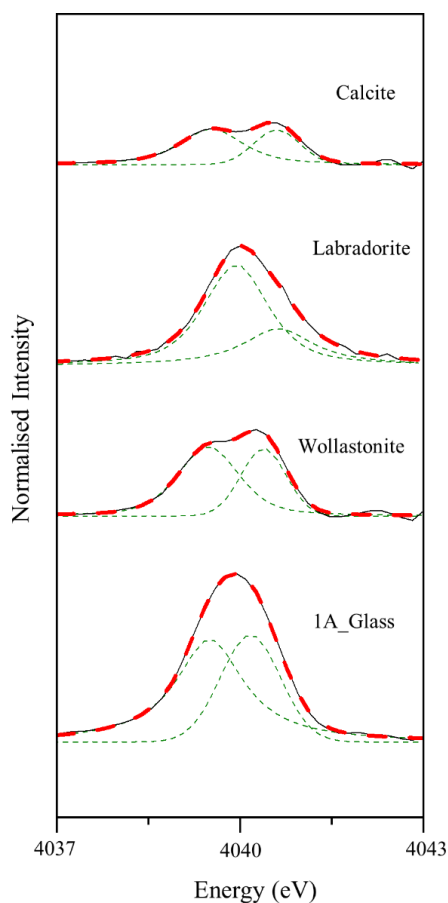 Calcite
Labradorite
Wollastonite
1A_Glass
Normalised Intensity
4037 4040 4043
Energy (eV)